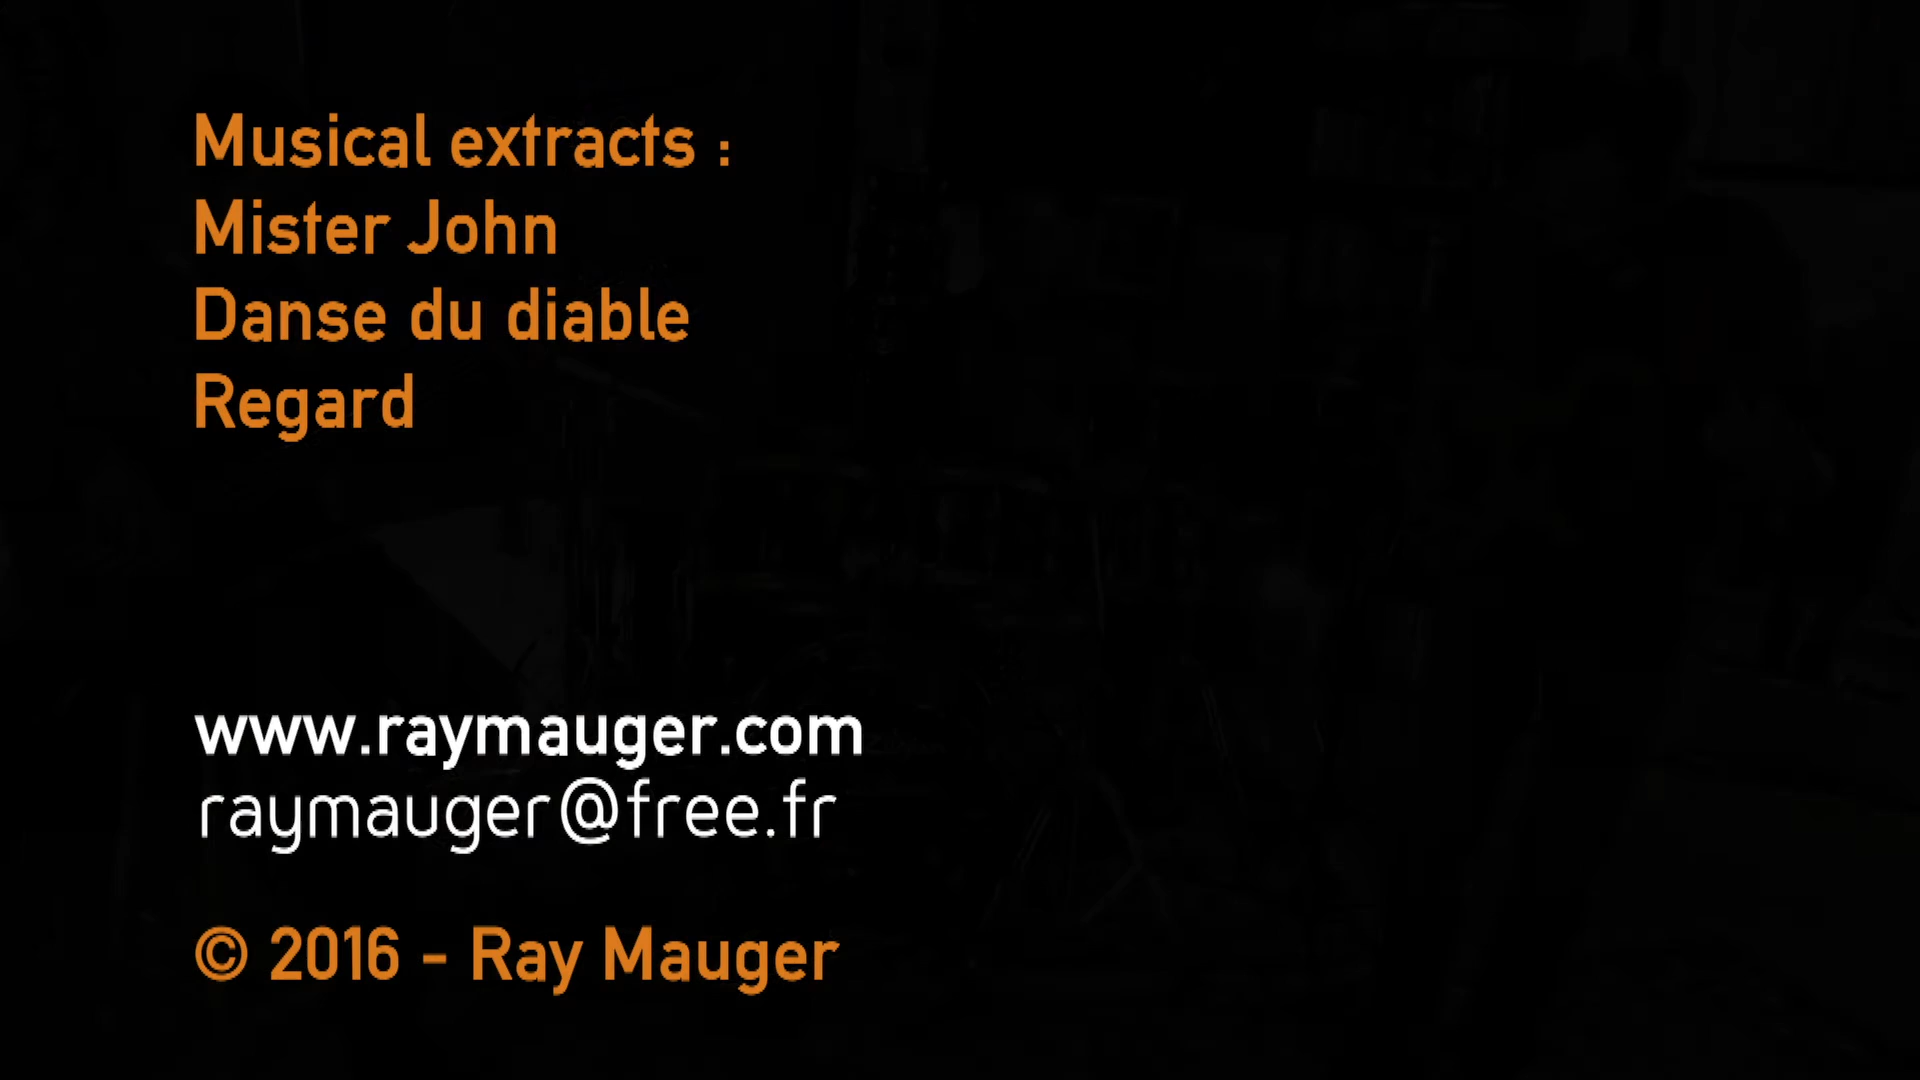 Musical extracts :
Mister John
Danse du diable
Regard
www.raymauger.com
raymauger@free.fr
© 2016 - Ray Mauger